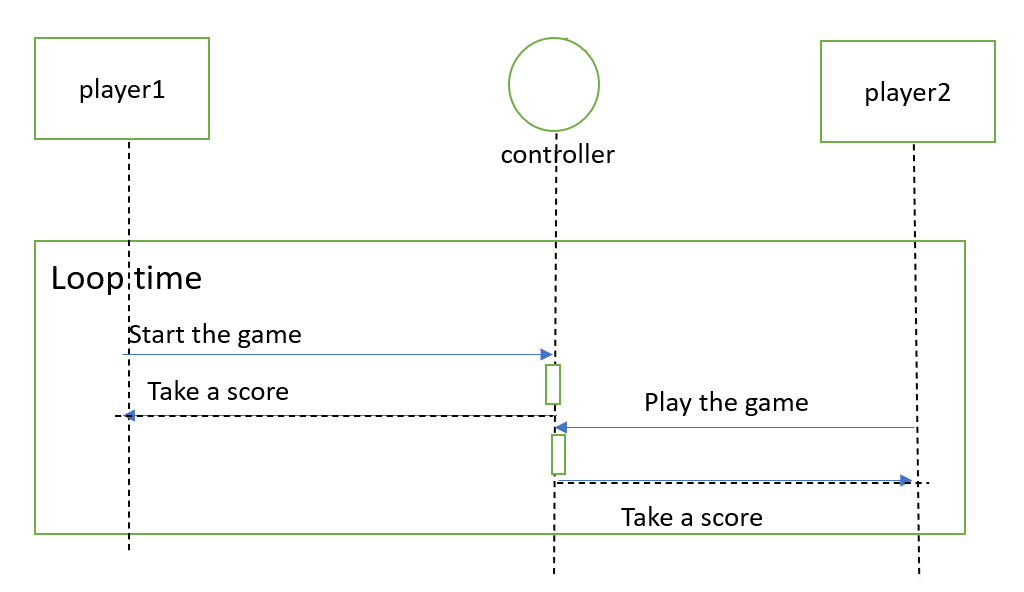 player1
controller
player2
Loop time
Start the game
Take a score
Play the game
Take a score